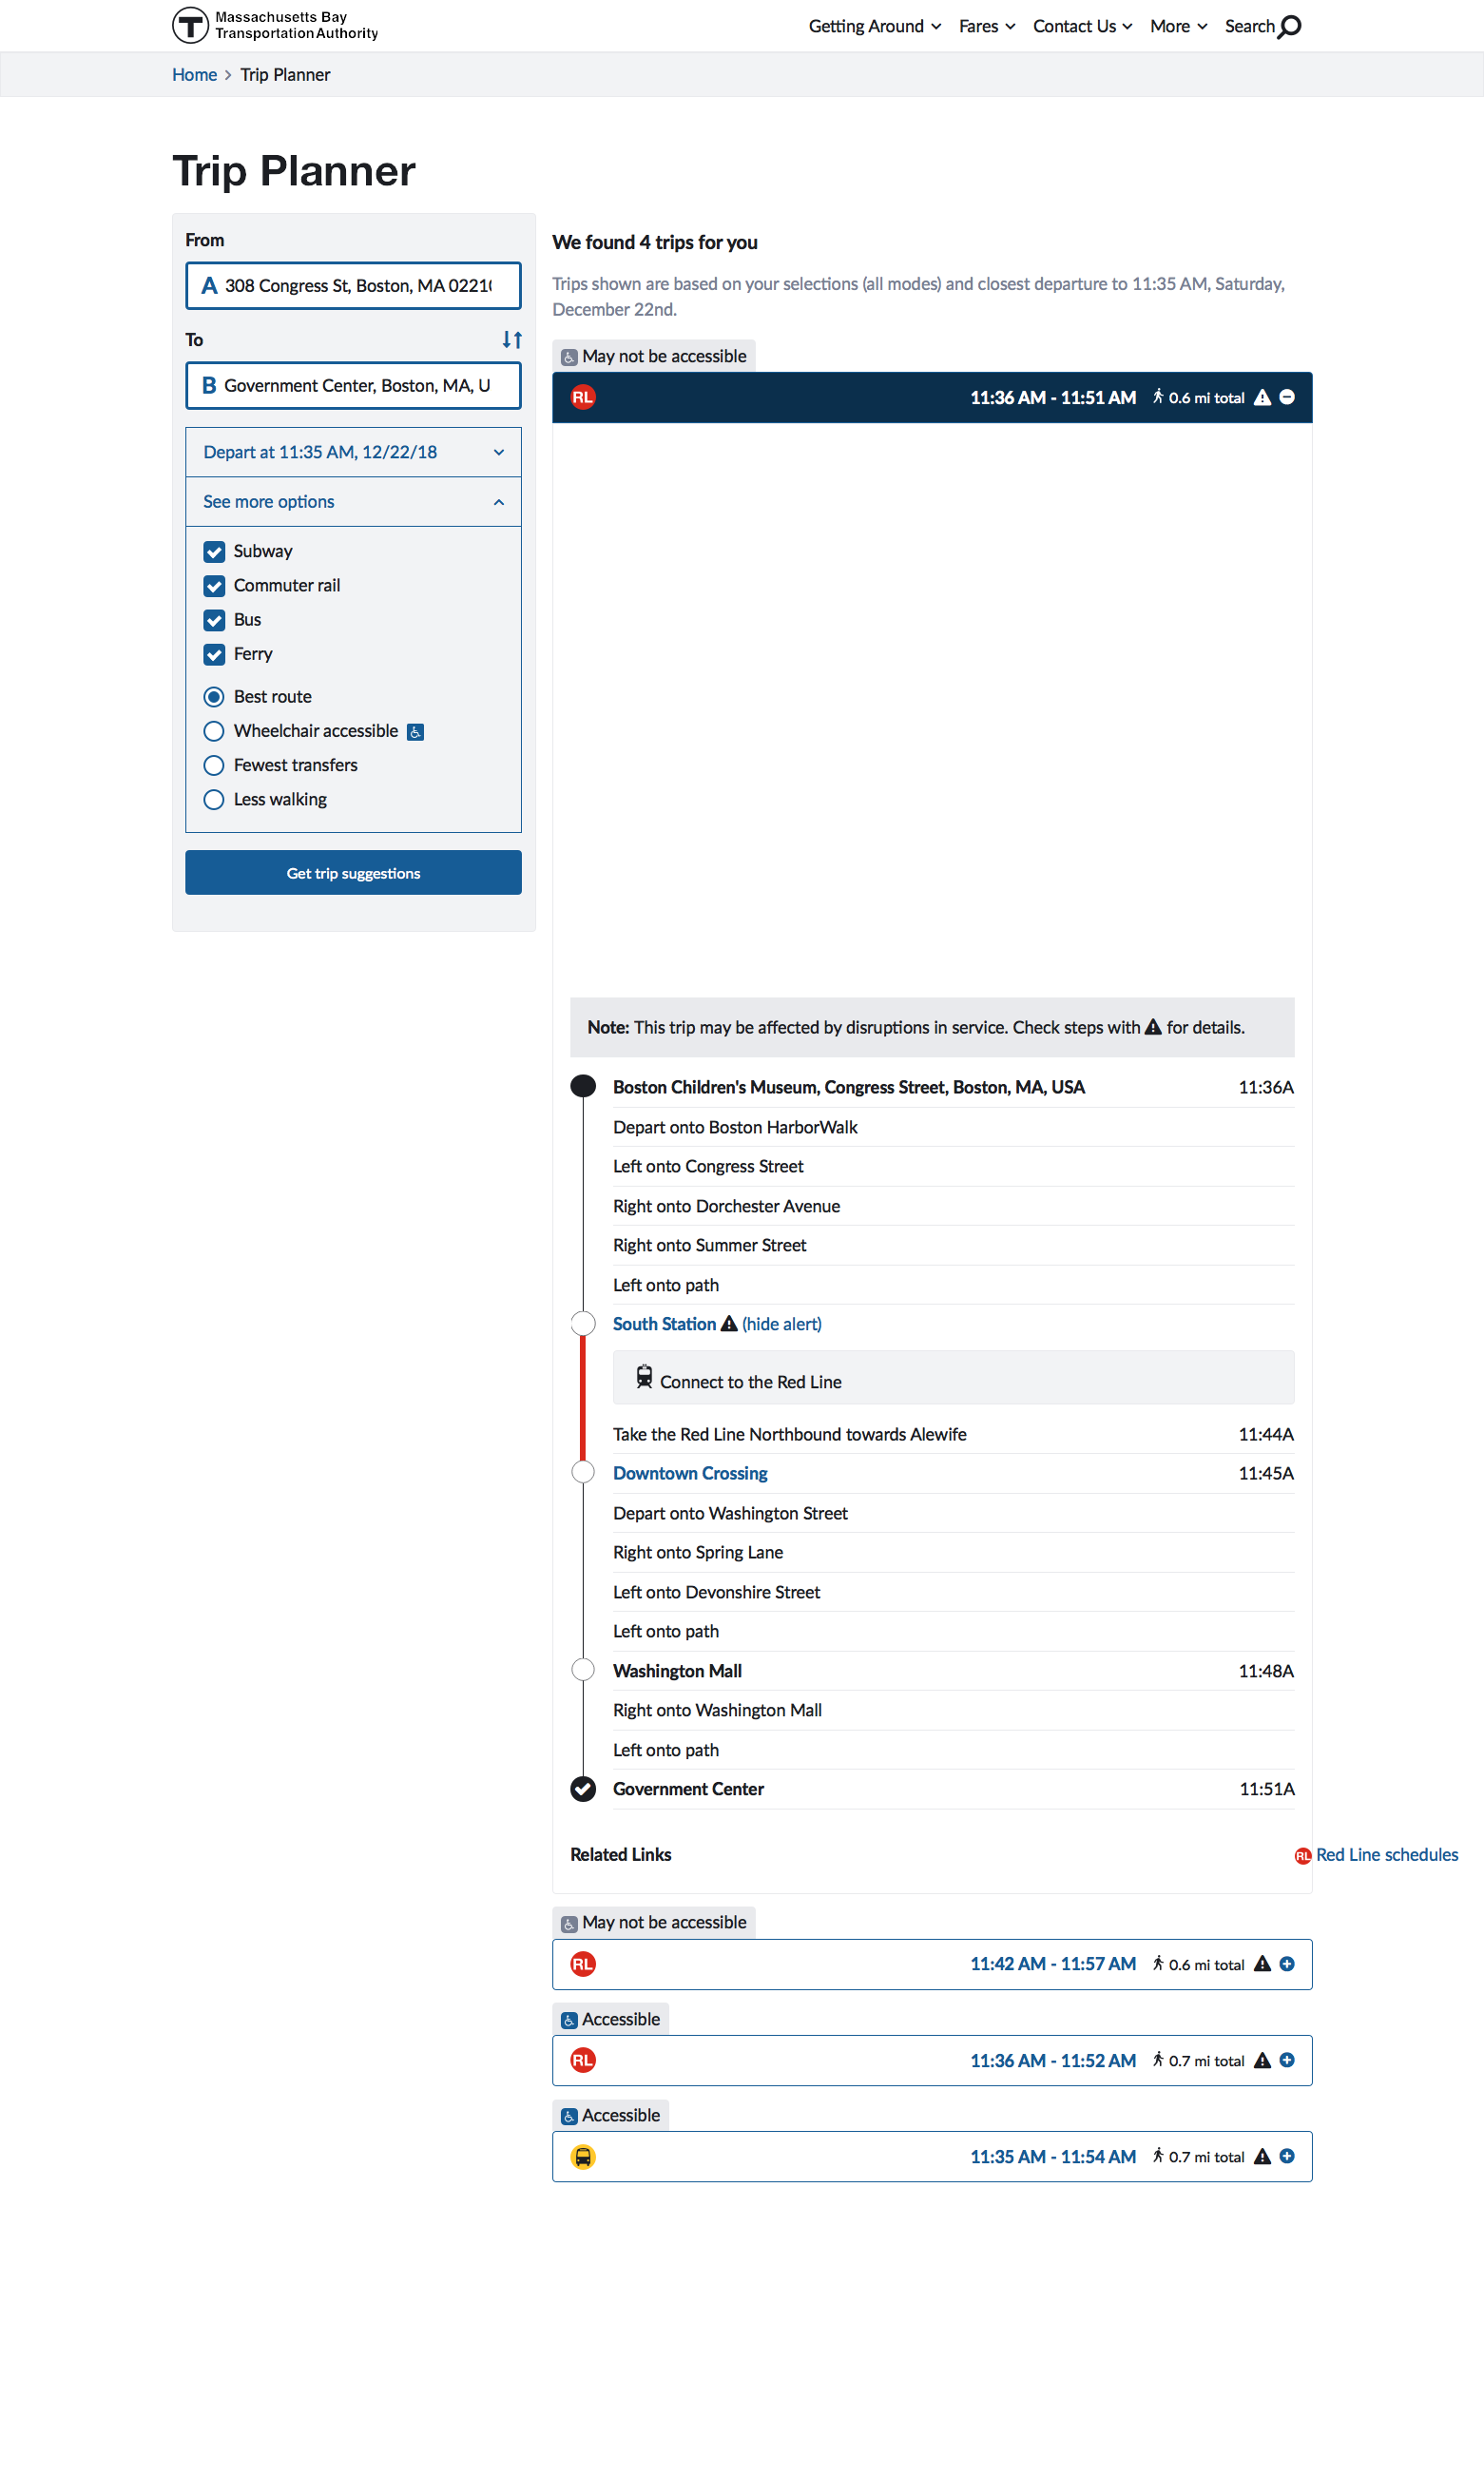 Massachusetts Bay
Transportation Authority
Getting Around Fares Contact Us More Search
Home > Trip Planner
Trip Planner
From
A 308 Congress St, Boston, MA 0221
To
B Government Center, Boston, MA, U
Depart at 11:35 AM, 12/22/18
See more options
Subway
Commuter rail
Bus
Ferry
Best route
Wheelchair accessible
Fewest transfers
Less walking
Get trip suggestions
We found 4 trips for you
Trips shown are based on your selections (all modes) and closest departure to 11:35 AM, Saturday,
December 22nd.
May not be accessible
RL 11:36 AM - 11:51 AM 0.6 mi total
Note: This trip may be affected by disruptions in service. Check steps with for details.
Boston Children's Museum, Congress Street, Boston, MA, USA 11:36A
Depart onto Boston HarborWalk
Left onto Congress Street
Right onto Dorchester Avenue
Right onto Summer Street
Left onto path
South Station (hide alert)
Connect to the Red Line
Take the Red Line Northbound towards Alewife 11:44A
Downtown Crossing 11:45A
Depart onto Washington Street
Right onto Spring Lane
Left onto Devonshire Street
Left onto path
Washington Mall 11:48A
Right onto Washington Mall
Left onto path
Government Center 11:51A
Related Links RL Red Line schedules
May not be accessible
RL 11:42 AM - 11:57 AM 0.6 mi total
Accessible
RL 11:36 AM - 11:52 AM 0.7 mi total
Accessible
11:35 AM - 11:54 AM 0.7 mi total